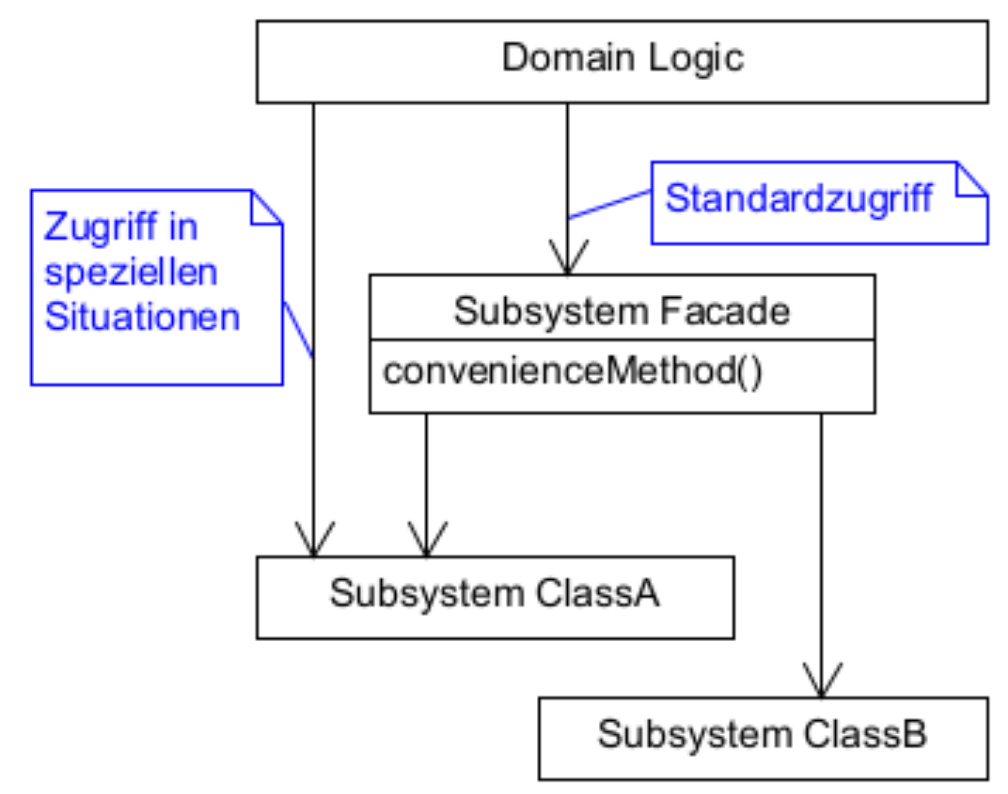 Domain Logic
Standardzugriff
Zugriff in
speziellen
Situationen
Subsystem Facade
convenienceMethod()
Subsystem ClassA
Subsystem ClassB